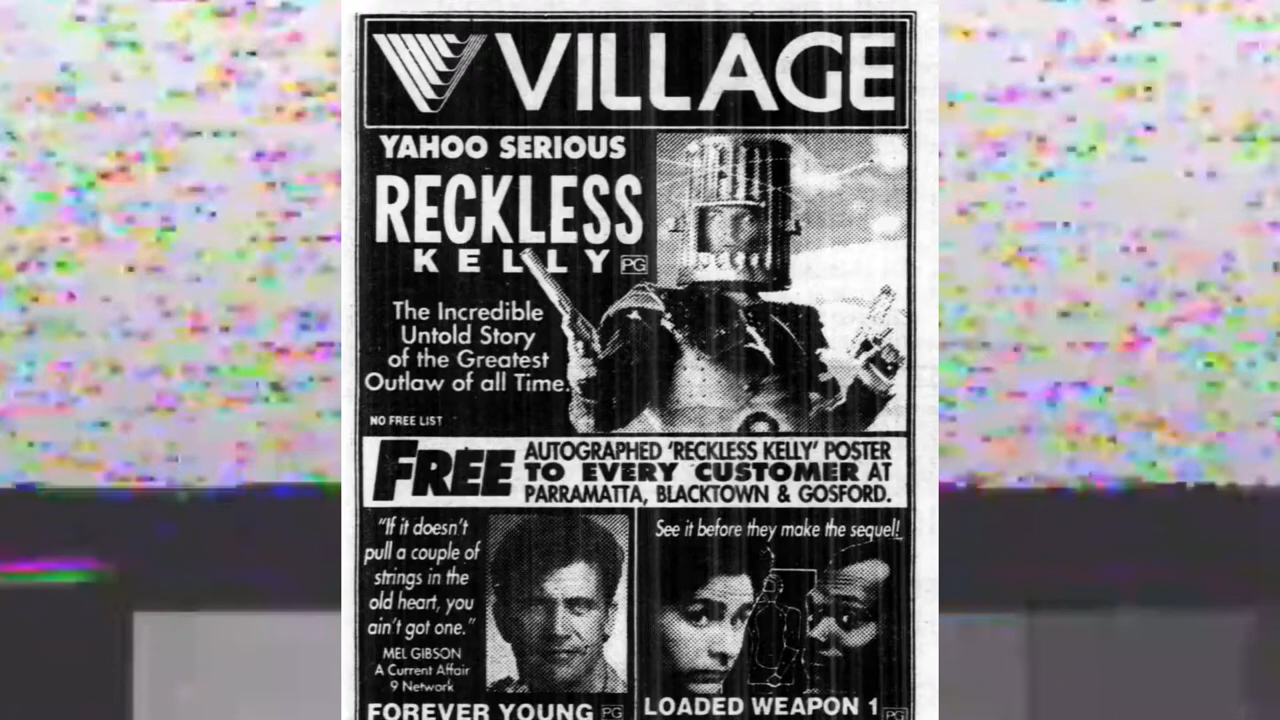 VILLAGE
YAHOO SERIOUS
RECKLESS
KELLY PG
The Incredible
Untold Story
of the Greatest
Outlaw of all Time.
NO FREE LIST
FREE
AUTOGRAPHED 'RECKLESS KELLY' POSTER
TO EVERY CUSTOMER AT
PARRAMATTA, BLACKTOWN & GOSFORD.
"If it doesn't
pull a couple of
strings in the
old heart, you
ain't got one."
MEL GIBSON
A Current Affair
9 Network
FOREVER YOUNG PG
See it before they make the sequel!
LOADED WEAPON 1 PG